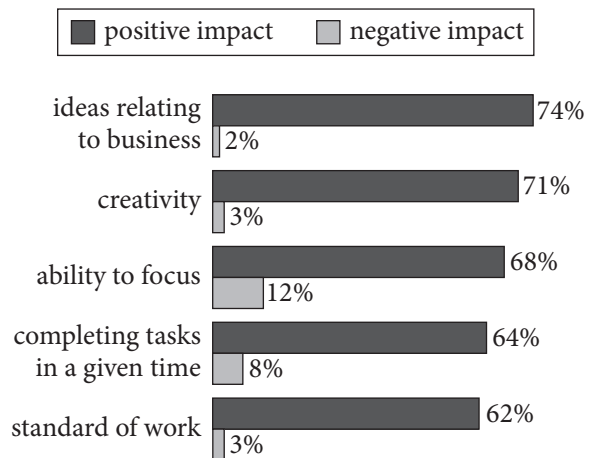 positive impact negative impact
ideas relating
to business
74%
2%
creativity
71%
3%
ability to focus
68%
12%
completing tasks
in a given time
64%
8%
standard of work
62%
3%